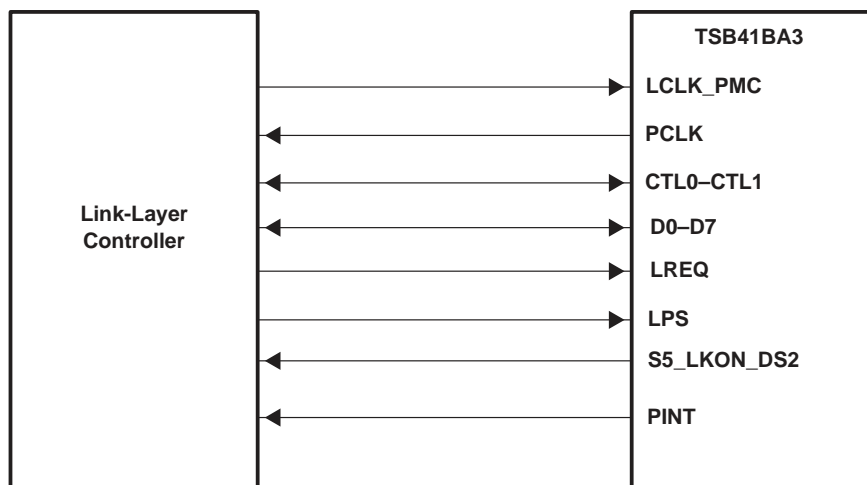 TSB41BA3
LCLK_PMC
PCLK
CTL0–CTL1
Link-Layer
Controller
D0–D7
LREQ
LPS
S5_LKON_DS2
PINT